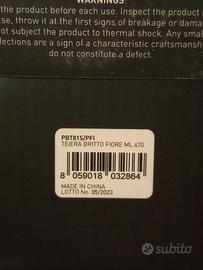 WARNINGS:
the product before each use. Inspect the product
use, throw it at the first signs of breakage or dama
not subject the product to thermal shock. Any small
fections are a sign of characteristic craftsmanship
do not constitute a defect.
PBT81S/PFI
TEIERA BRITTO FIORE ML.470
8 059018 032864
MADE IN CHINA
LOTTO No. 05/2023
subito